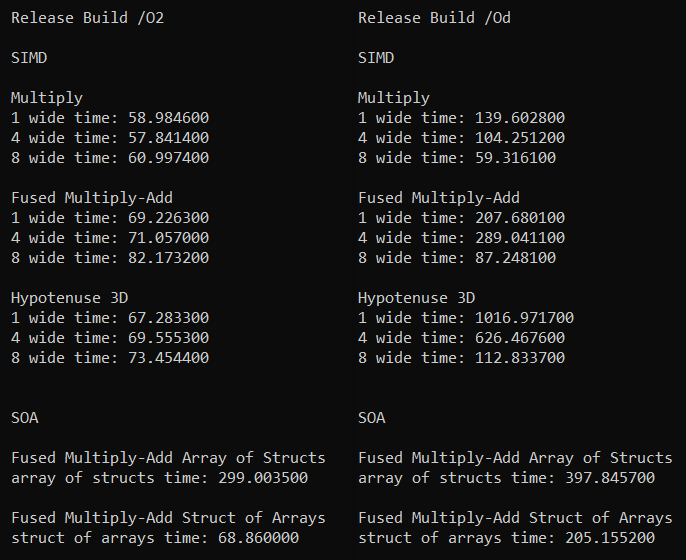 Release Build /O2
SIMD
Multiply
1 wide time: 58.984600
4 wide time: 57.841400
8 wide time: 60.997400
Fused Multiply-Add
1 wide time: 69.226300
4 wide time: 71.057000
8 wide time: 82.173200
Hypotenuse 3D
1 wide time: 67.283300
4 wide time: 69.555300
8 wide time: 73.454400
SOA
Fused Multiply-Add Array of Structs
array of structs time: 299.003500
Fused Multiply-Add Struct of Arrays
struct of arrays time: 68.860000
Release Build /Od
SIMD
Multiply
1 wide time: 139.602800
4 wide time: 104.251200
8 wide time: 59.316100
Fused Multiply-Add
1 wide time: 207.680100
4 wide time: 289.041100
8 wide time: 87.248100
Hypotenuse 3D
1 wide time: 1016.971700
4 wide time: 626.467600
8 wide time: 112.833700
SOA
Fused Multiply-Add Array of Structs
array of structs time: 397.845700
Fused Multiply-Add Struct of Arrays
struct of arrays time: 205.155200